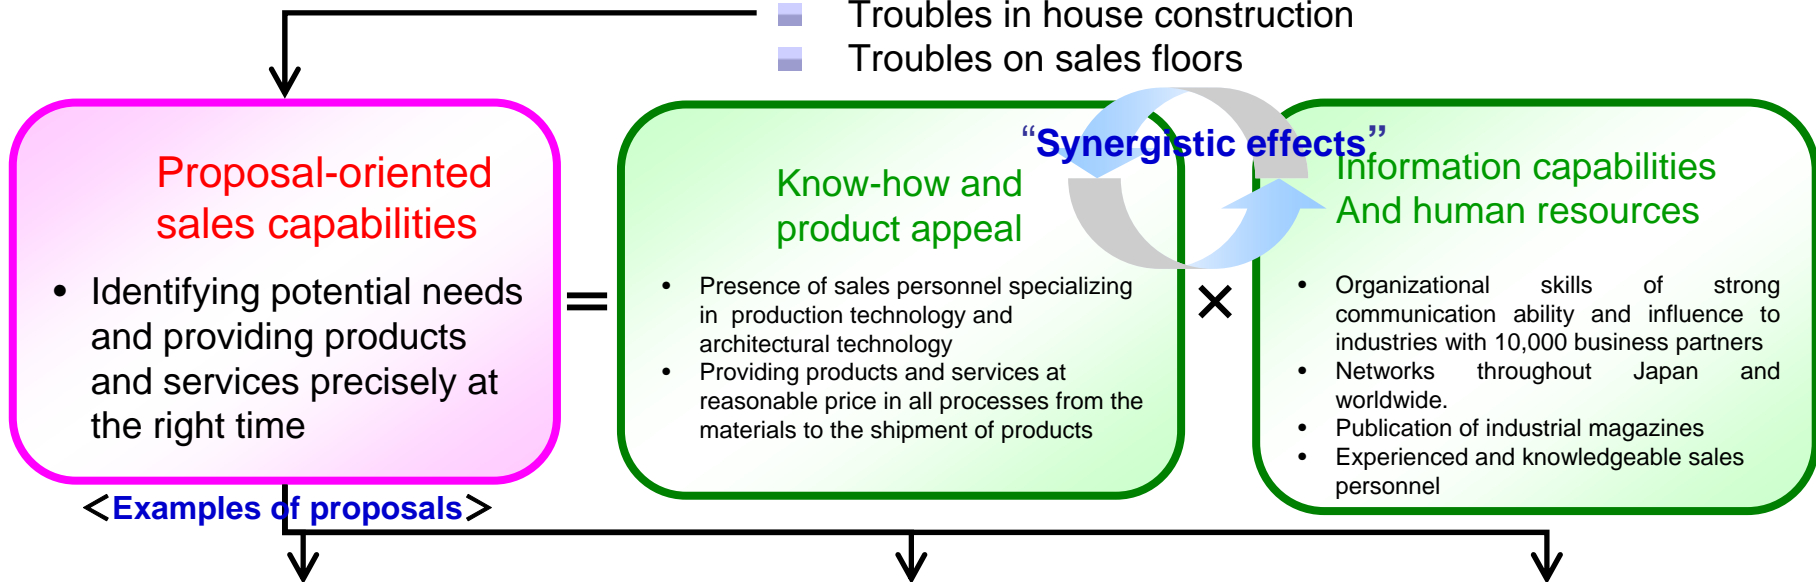 Troubles in house construction
Troubles on sales floors
“Synergistic effects”
Proposal-oriented
sales capabilities
• Identifying potential needs
and providing products
and services precisely at
the right time
=
Know-how and
product appeal
• Presence of sales personnel specializing
in production technology and
architectural technology
• Providing products and services at
reasonable price in all processes from the
materials to the shipment of products
×
Information capabilities
And human resources
• Organizational skills of strong
communication ability and influence to
industries with 10,000 business partners
• Networks throughout Japan and
worldwide.
• Publication of industrial magazines
• Experienced and knowledgeable sales
personnel
＜Examples of proposals＞